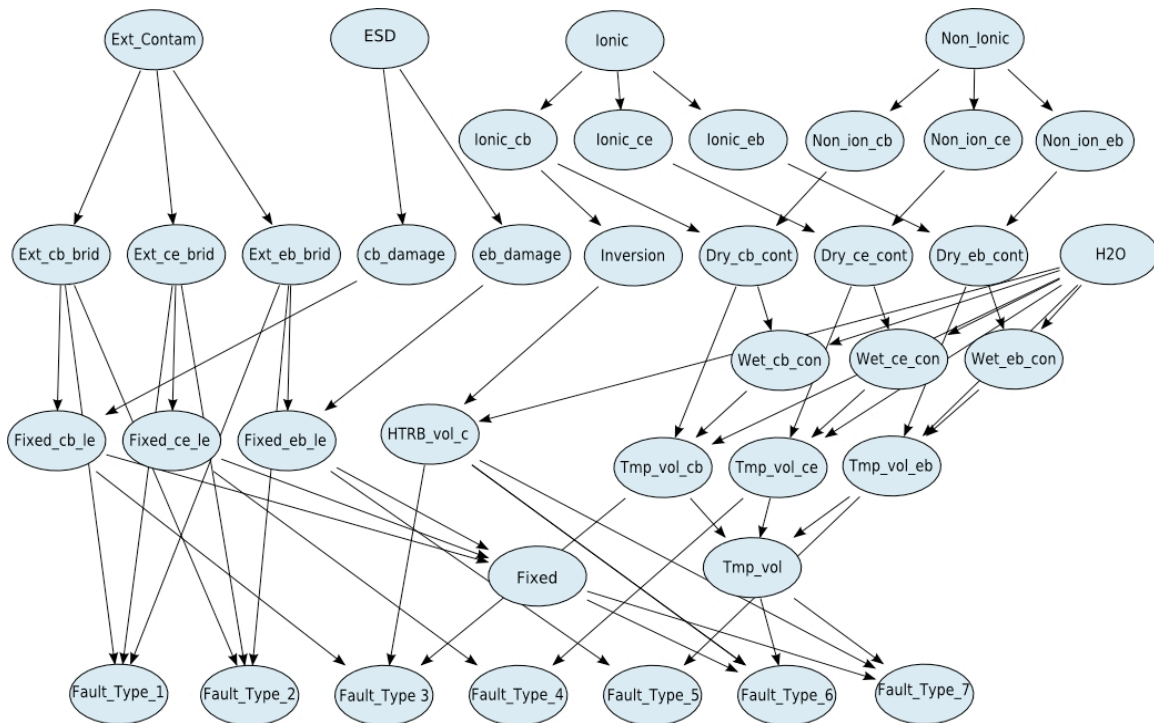 Ext_Contam
ESD
Ionic
Non_Ionic
Ionic_cb
Ionic_ce
Ionic_eb
Non_ion_cb
Non_ion_ce
Non_ion_eb
Ext_cb_brid
Ext_ce_brid
Ext_eb_brid
cb_damage
eb_damage
Inversion
Dry_cb_cont
Dry_ce_cont
Dry_eb_cont
H2O
Wet_cb_con
Wet_ce_con
Wet_eb_con
Fixed_cb_le
Fixed_ce_le
Fixed_eb_le
HTRB_vol_c
Tmp_vol_cb
Tmp_vol_ce
Tmp_vol_eb
Fixed
Tmp_vol
Fault_Type_1
Fault_Type_2
Fault_Type 3
Fault_Type_4
Fault_Type_5
Fault_Type_6
Fault_Type_7